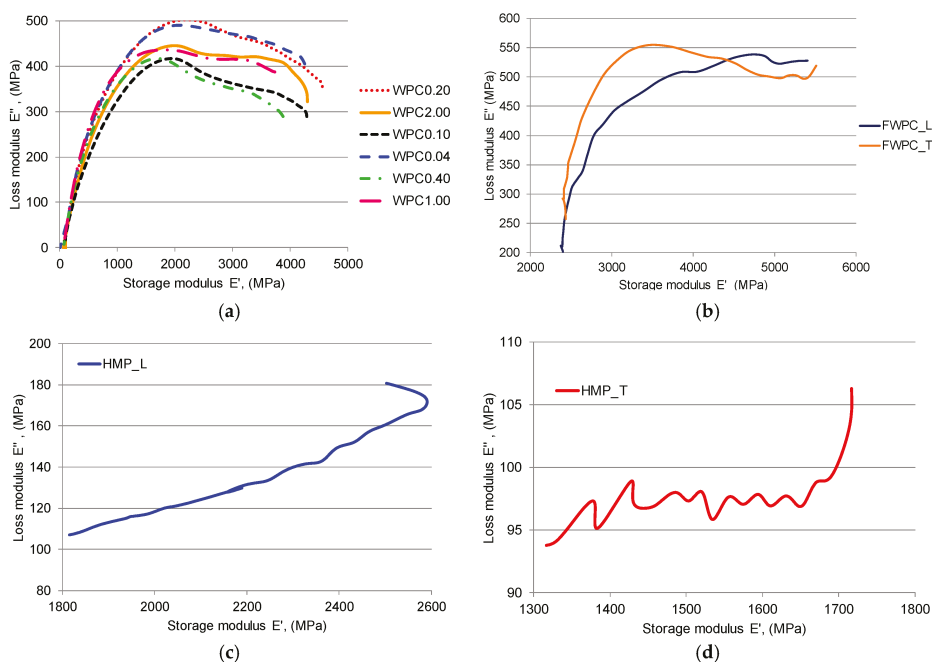 500
400
300
200
100
0
0 1000 2000 3000 4000 5000
Loss modulus E'', (MPa)
Storage modulus E', (MPa)
WPC0.20
WPC2.00
WPC0.10
WPC0.04
WPC0.40
WPC1.00
(a)
600
550
500
450
400
350
300
250
200
2000 3000 4000 5000 6000
Loss modulus E'' (MPa)
Storage modulus E', (MPa)
FWPC_L
FWPC_T
(b)
200
180
160
140
120
100
80
1800 2000 2200 2400 2600
Loss modulus E'' , (MPa)
Storage modulus E', (MPa)
HMP_L
(c)
110
105
100
95
90
1300 1400 1500 1600 1700 1800
Loss modulus E'' , (MPa)
Storage modulus E', (MPa)
HMP_T
(d)